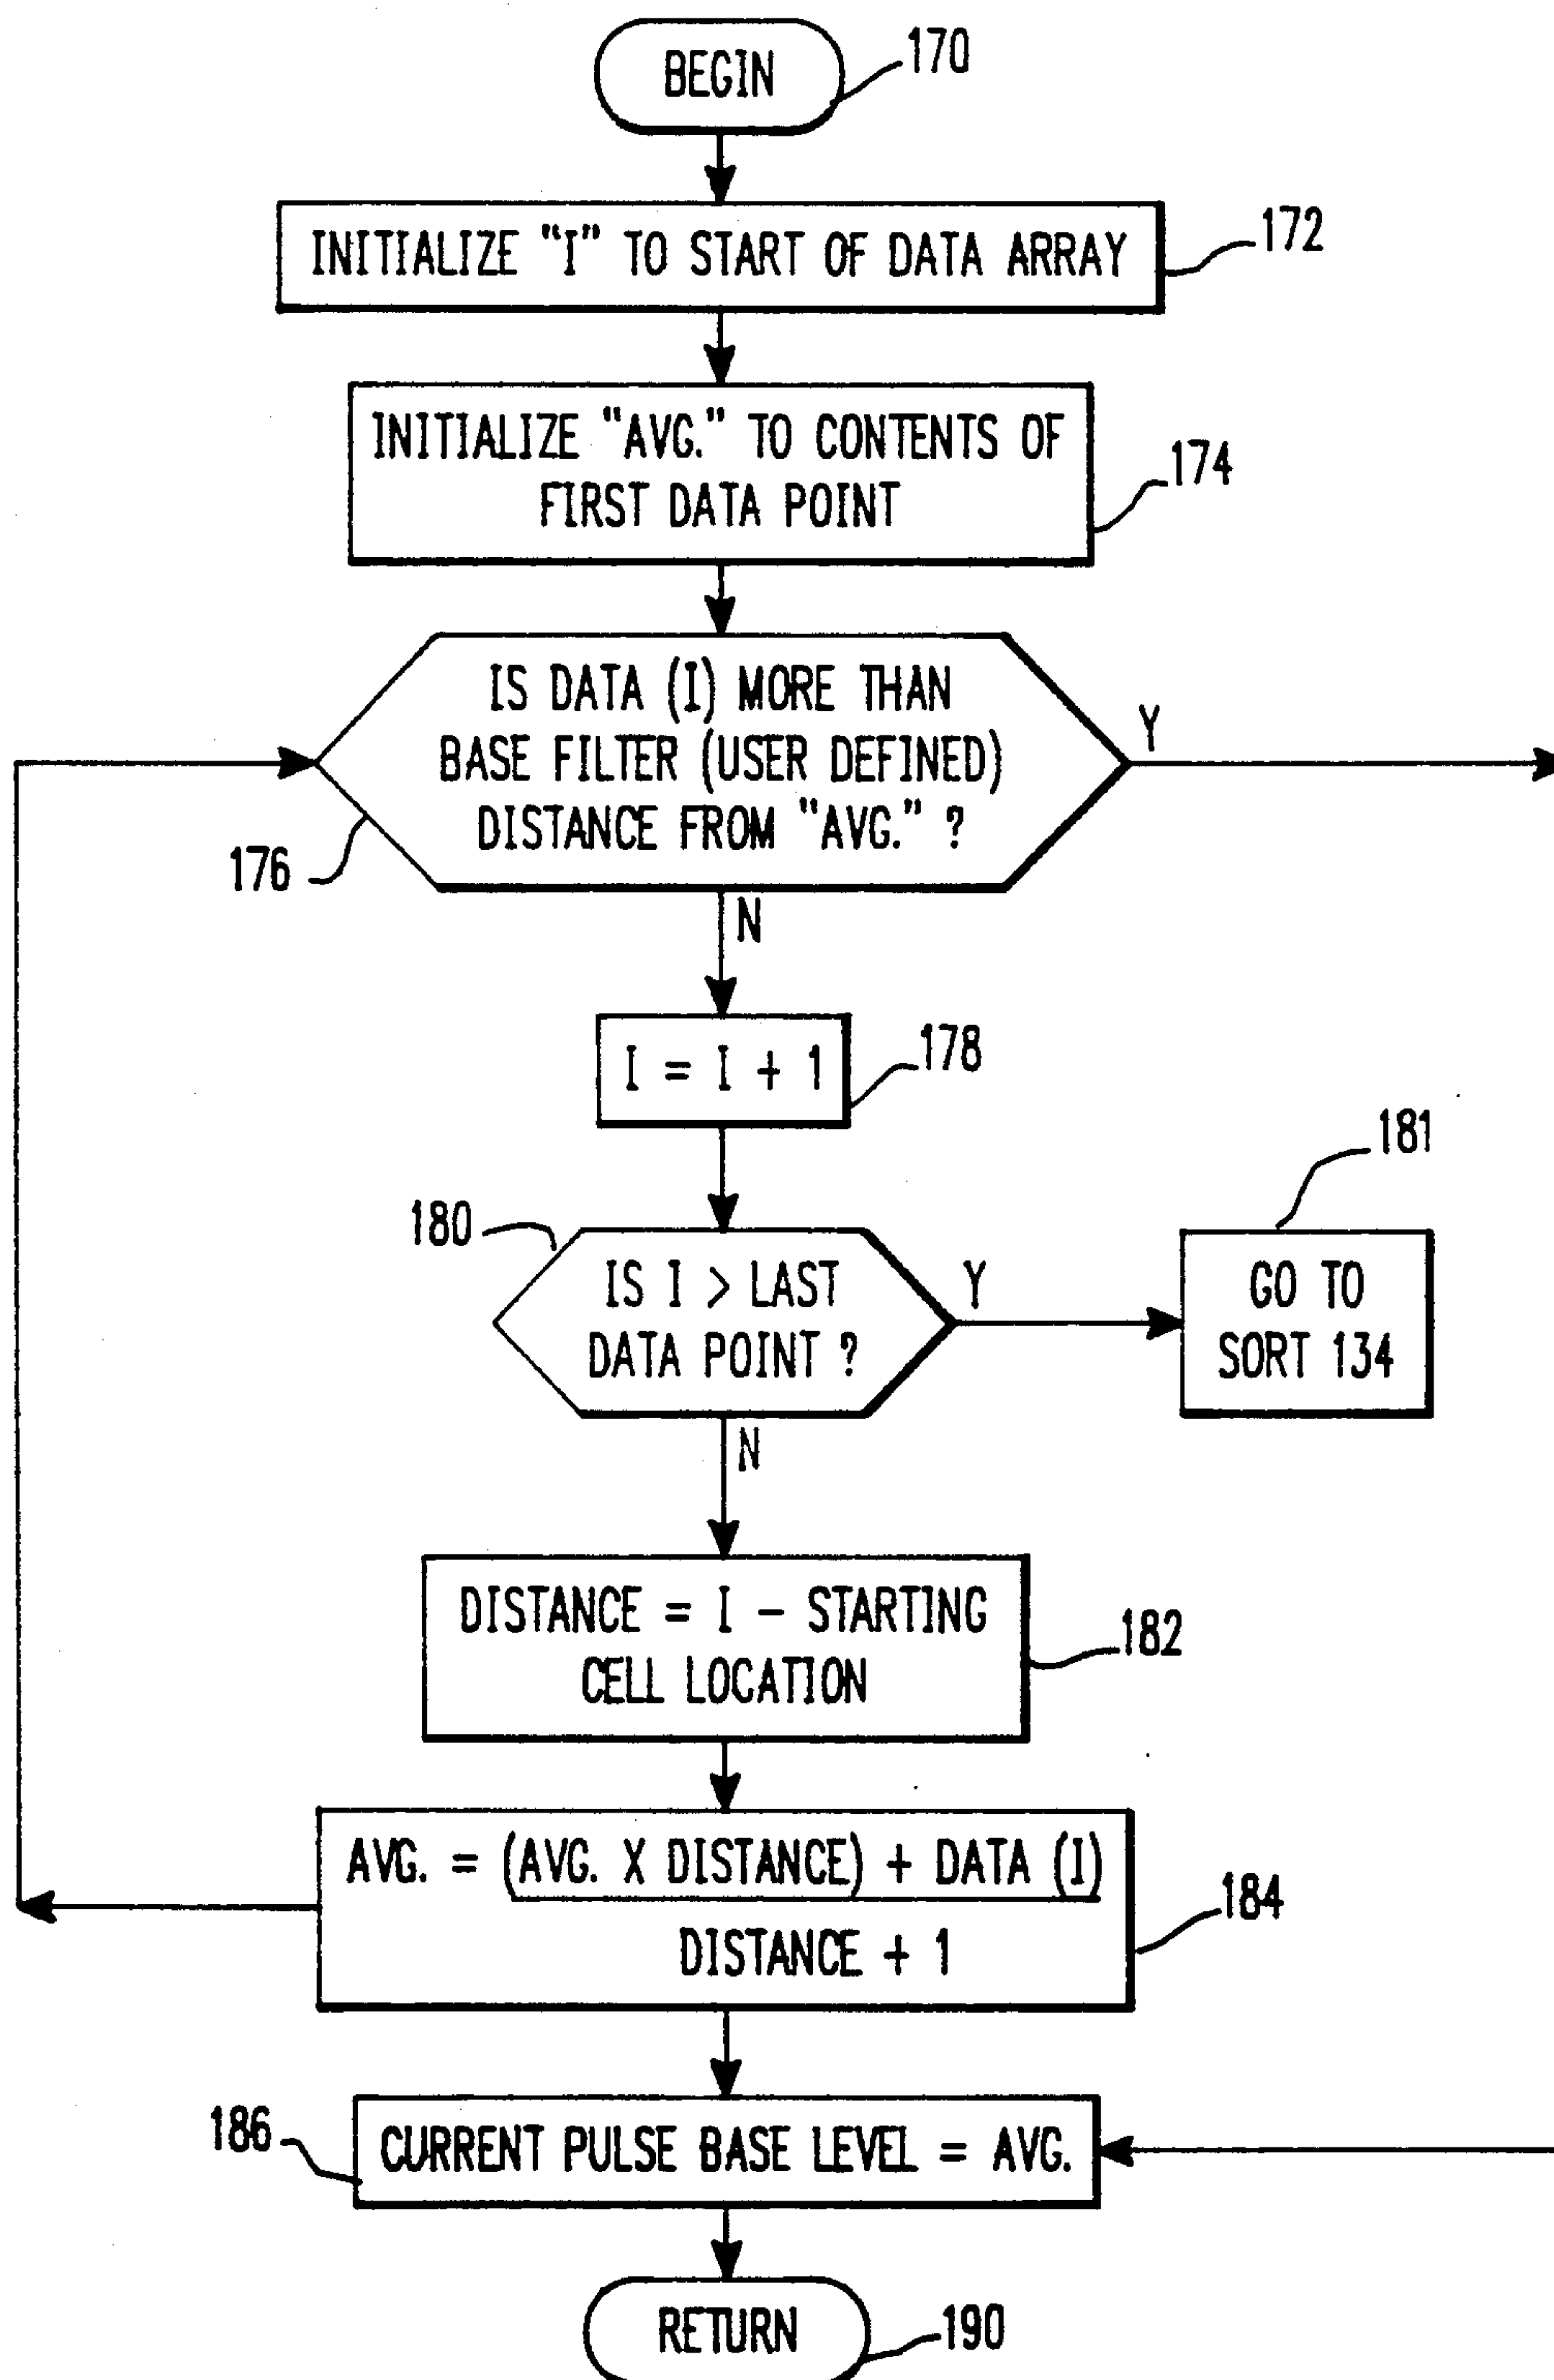 BEGIN
170
INITIALIZE "I" TO START OF DATA ARRAY
172
INITIALIZE "AVG." TO CONTENTS OF
FIRST DATA POINT
174
IS DATA (I) MORE THAN
BASE FILTER (USER DEFINED)
DISTANCE FROM "AVG." ?
Y
176
N
I = I + 1
178
181
180
IS I > LAST
DATA POINT ?
Y
GO TO
SORT 134
N
DISTANCE = I - STARTING
CELL LOCATION
182
AVG. = (AVG. X DISTANCE) + DATA (I)
DISTANCE + 1
184
186
CURRENT PULSE BASE LEVEL = AVG.
RETURN
190